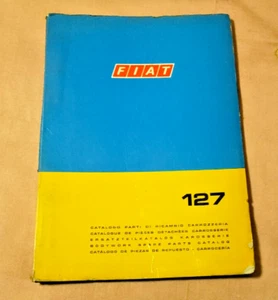 FIAT
127
CATALOGO PARTI DI RICAMBIO CARROZZERIA
CATALOGUE DE PIECES DETACHEES CARROSSERIE
ERSATZTEILKATALOG KAROSSERIE
BODYWORK SPARE PARTS CATALOG
CATALOGO DE PIEZAS DE REPUESTO - CARROCERIA